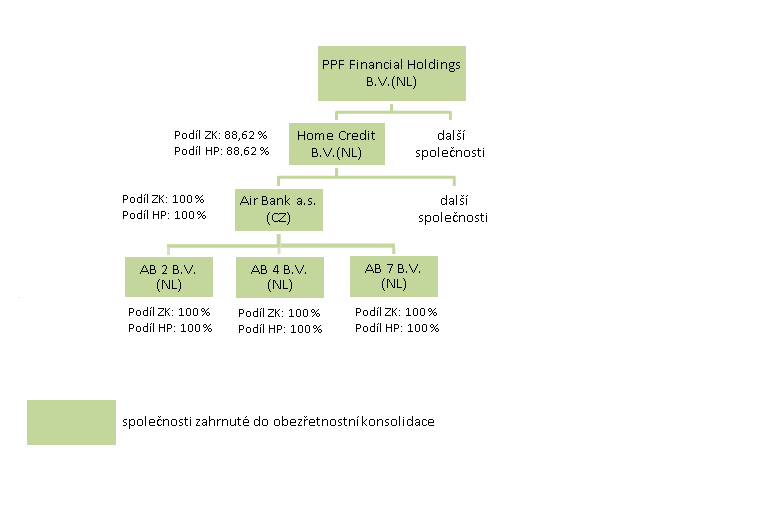 PPF Financial Holdings
B.V.(NL)
Podíl ZK: 88,62 %
Podíl HP: 88,62 %
Home Credit
B.V.(NL)
další
společnosti
Podíl ZK: 100 %
Podíl HP: 100 %
Air Bank a.s.
(CZ)
další
společnosti
AB 2 B.V.
(NL)
AB 4 B.V.
(NL)
AB 7 B.V.
(NL)
Podíl ZK: 100 %
Podíl HP: 100 %
Podíl ZK: 100 %
Podíl HP: 100 %
Podíl ZK: 100 %
Podíl HP: 100 %
společnosti zahrnuté do obezřetnostní konsolidace